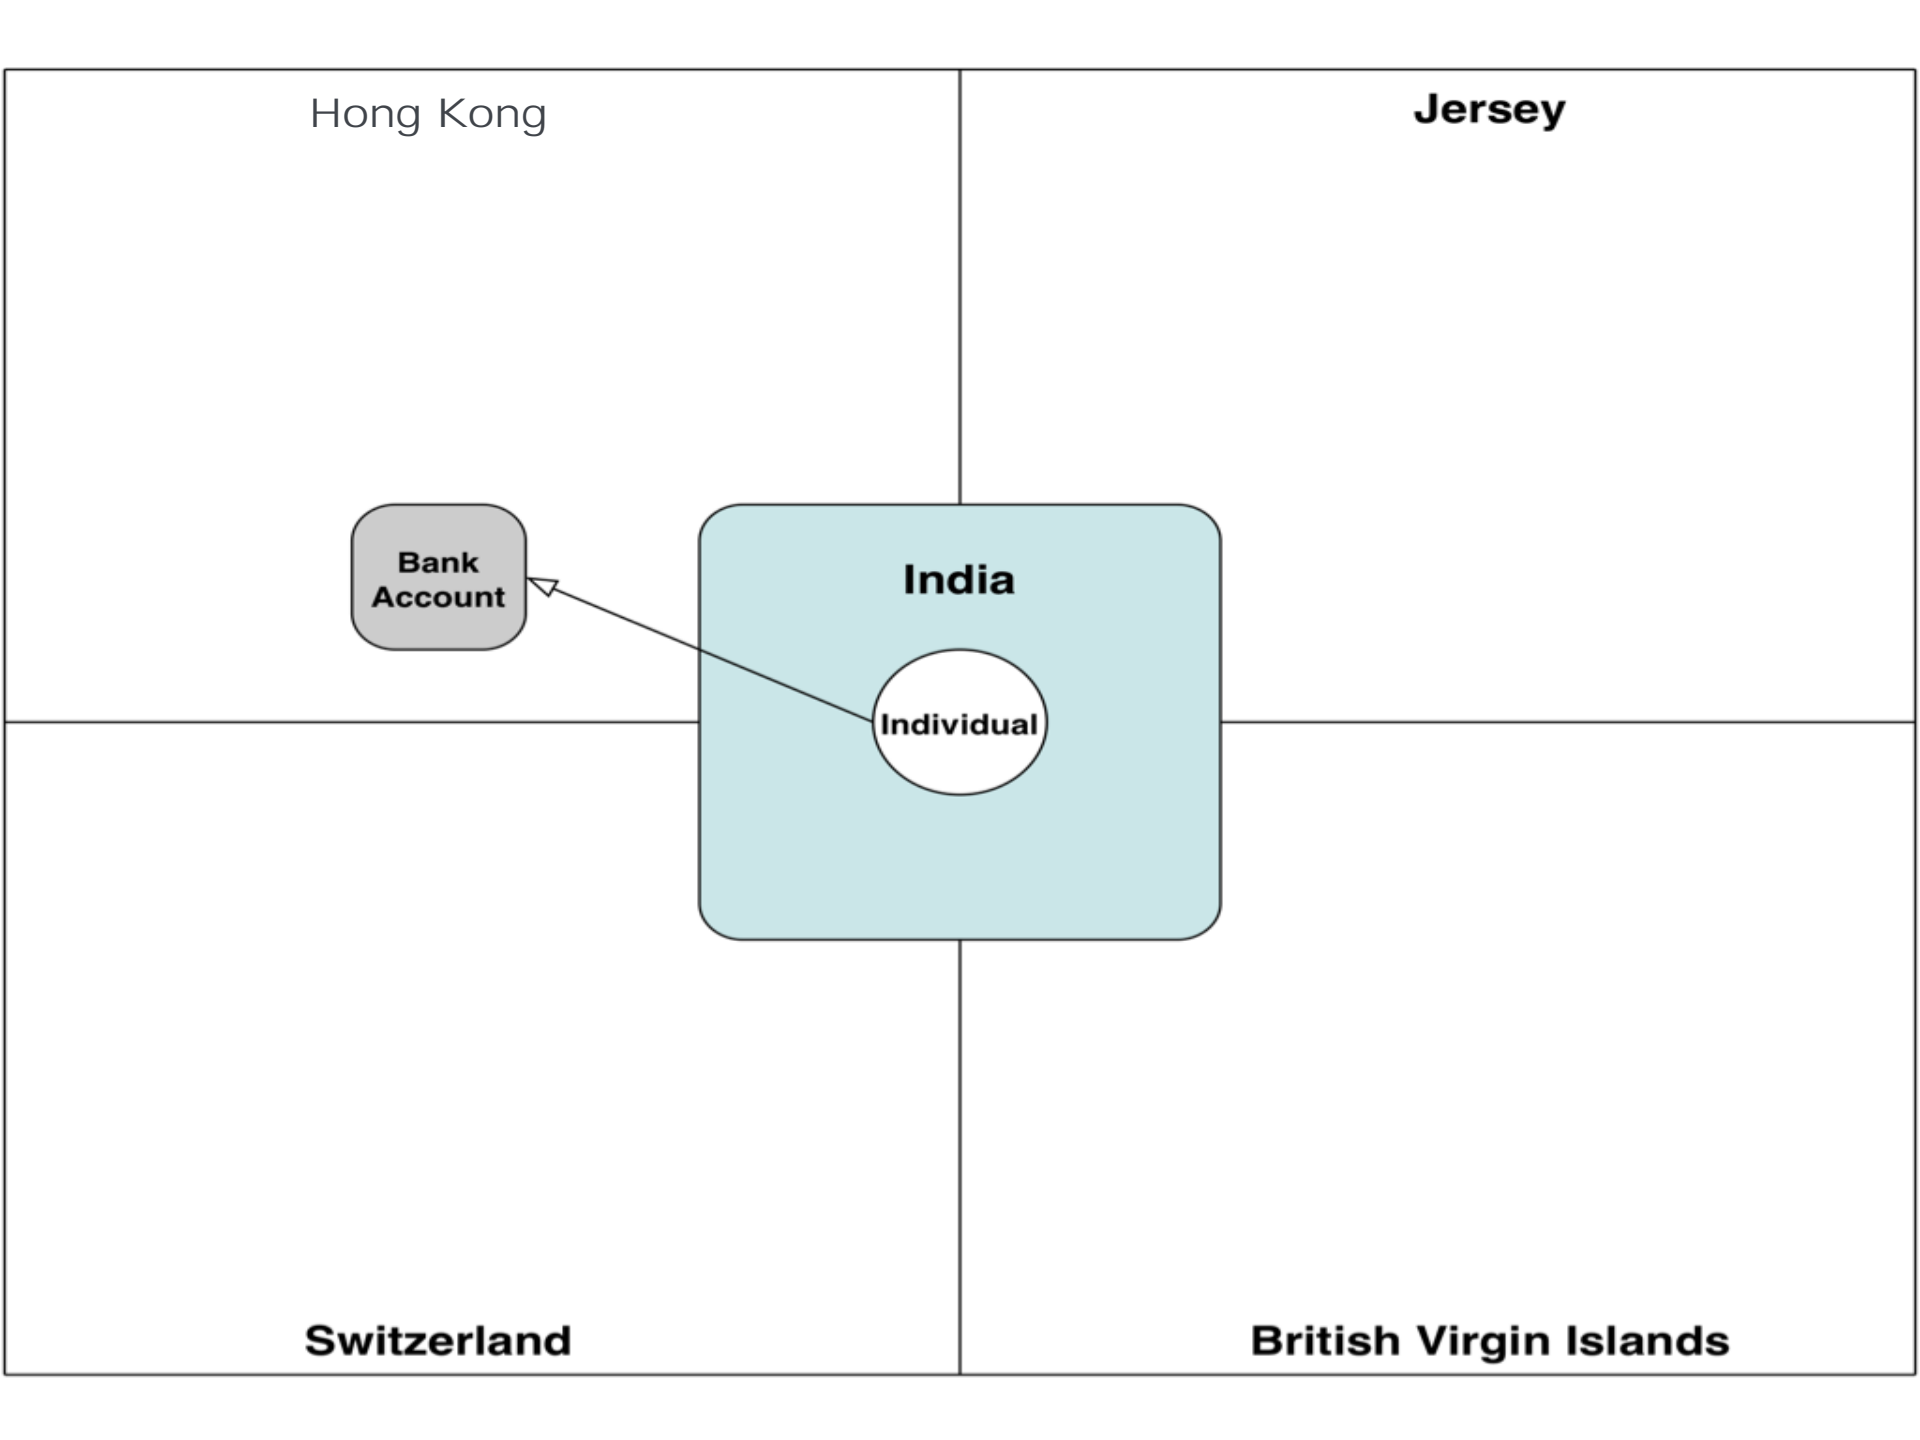 Hong Kong
Jersey
Bank
Account
India
Individual
Switzerland
British Virgin Islands